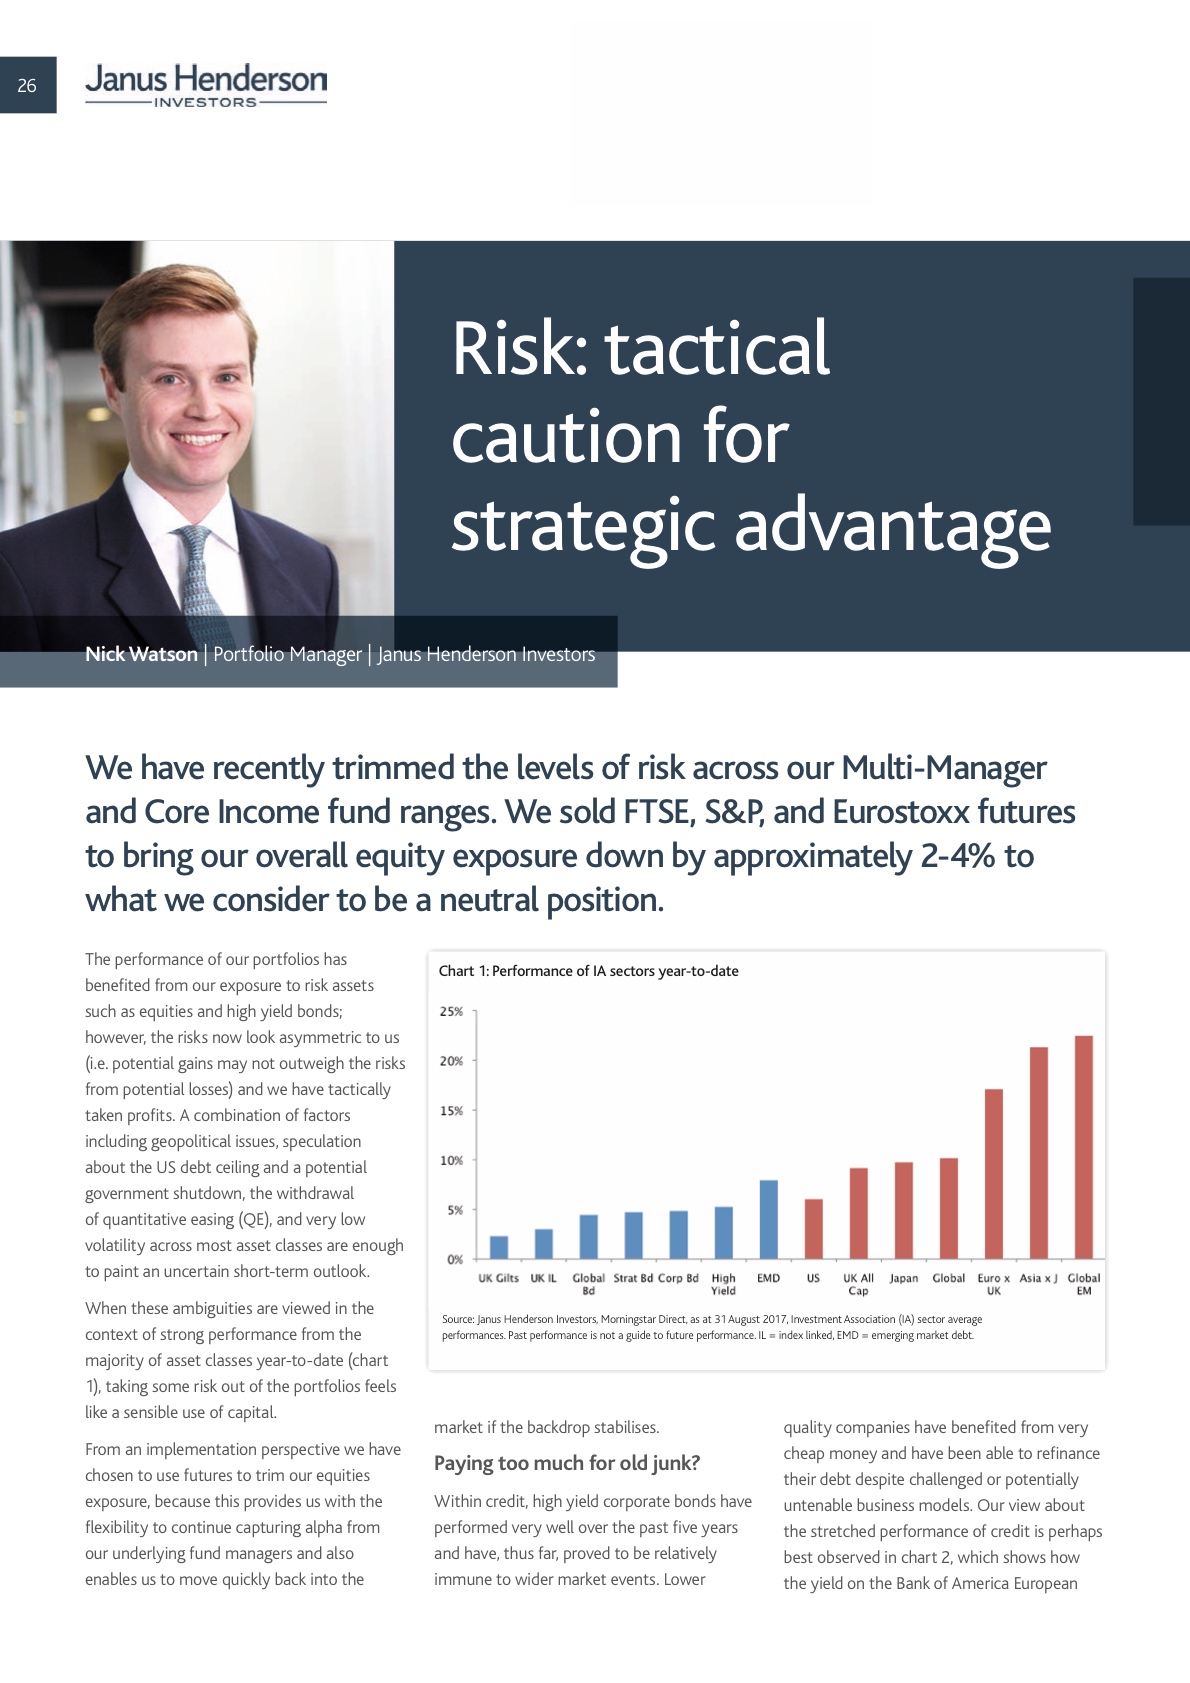 26
Janus Henderson
INVESTORS
Risk: tactical
caution for
strategic advantage
Nick Watson | Portfolio Manager | Janus Henderson Investors
We have recently trimmed the levels of risk across our Multi-Manager
and Core Income fund ranges. We sold FTSE, S&P, and Eurostoxx futures
to bring our overall equity exposure down by approximately 2-4% to
what we consider to be a neutral position.
The performance of our portfolios has
benefited from our exposure to risk assets
such as equities and high yield bonds;
however, the risks now look asymmetric to us
(i.e. potential gains may not outweigh the risks
from potential losses) and we have tactically
taken profits. A combination of factors
including geopolitical issues, speculation
about the US debt ceiling and a potential
government shutdown, the withdrawal
of quantitative easing (QE), and very low
volatility across most asset classes are enough
to paint an uncertain short-term outlook.
When these ambiguities are viewed in the
context of strong performance from the
majority of asset classes year-to-date (chart
1), taking some risk out of the portfolios feels
like a sensible use of capital.
From an implementation perspective we have
chosen to use futures to trim our equities
exposure, because this provides us with the
flexibility to continue capturing alpha from
our underlying fund managers and also
enables us to move quickly back into the
Chart 1: Performance of IA sectors year-to-date
25%
20%
15%
10%
5%
0%
UK Gilts UK IL Global Strat Bd Corp Bd High EMD US UK All Japan Global Euro x Asia x J Global
Bd Yield Cap UK EM
Source: Janus Henderson Investors, Morningstar Direct, as at 31 August 2017, Investment Association (IA) sector average
performances. Past performance is not a guide to future performance. IL = index linked, EMD = emerging market debt.
market if the backdrop stabilises.
Paying too much for old junk?
Within credit, high yield corporate bonds have
performed very well over the past five years
and have, thus far, proved to be relatively
immune to wider market events. Lower
quality companies have benefited from very
cheap money and have been able to refinance
their debt despite challenged or potentially
untenable business models. Our view about
the stretched performance of credit is perhaps
best observed in chart 2, which shows how
the yield on the Bank of America European